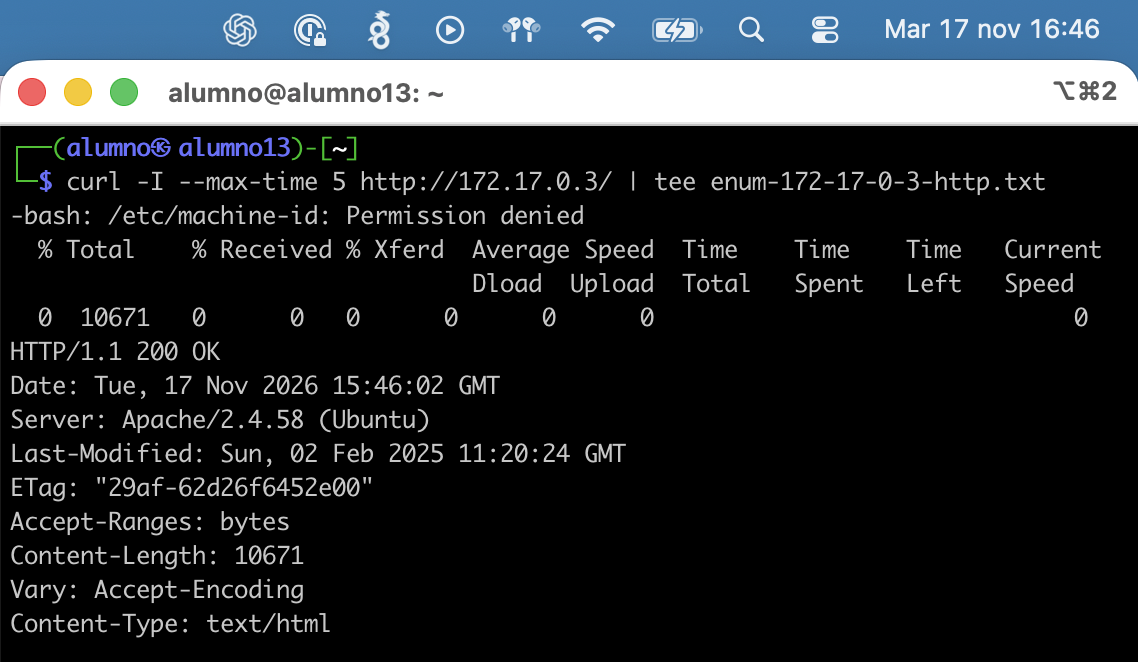 Mar 17 nov 16:46
alumno@alumno13: ~ ⌥⌘2
┌──(alumno㉿ alumno13)-[~]
└─$ curl -I --max-time 5 http://172.17.0.3/ | tee enum-172-17-0-3-http.txt
-bash: /etc/machine-id: Permission denied
% Total % Received % Xferd Average Speed Time Time Time Current
Dload Upload Total Spent Left Speed
0 10671 0 0 0 0 0 0 0
HTTP/1.1 200 OK
Date: Tue, 17 Nov 2026 15:46:02 GMT
Server: Apache/2.4.58 (Ubuntu)
Last-Modified: Sun, 02 Feb 2025 11:20:24 GMT
ETag: "29af-62d26f6452e00"
Accept-Ranges: bytes
Content-Length: 10671
Vary: Accept-Encoding
Content-Type: text/html